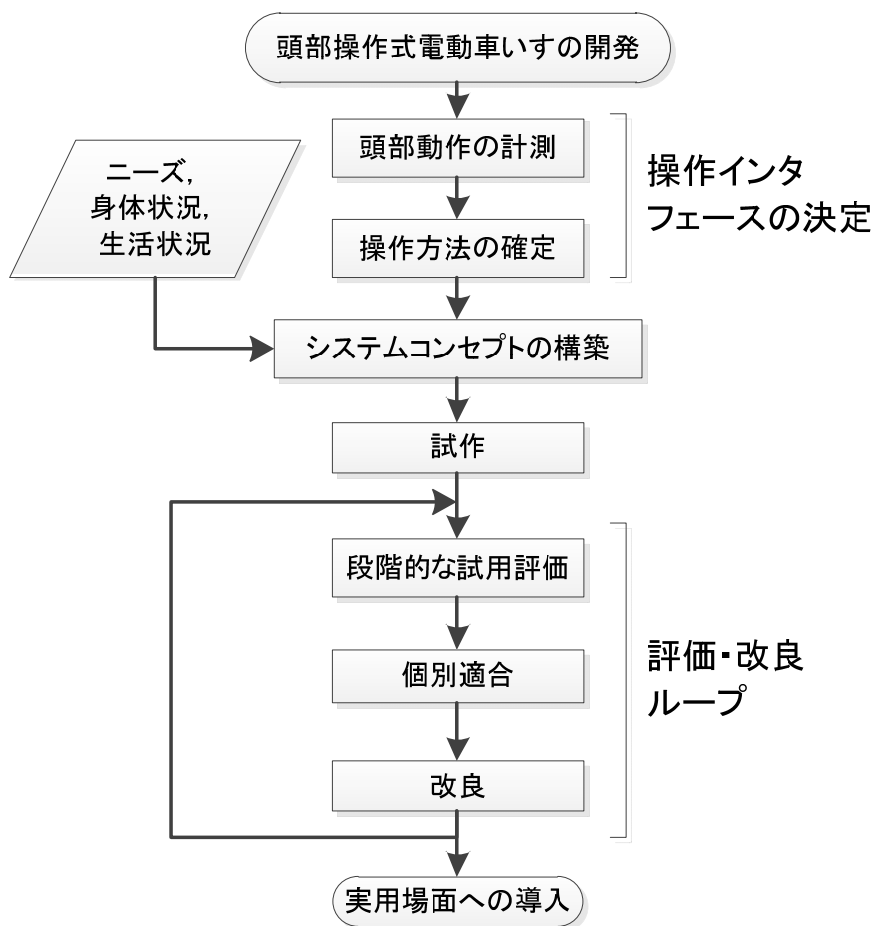 頭部操作式電動車いすの開発
頭部動作の計測
操作方法の確定
操作インタ
フェースの決定
ニーズ,
身体状況,
生活状況
システムコンセプトの構築
試作
段階的な試用評価
個別適合
改良
評価・改良
ループ
実用場面への導入